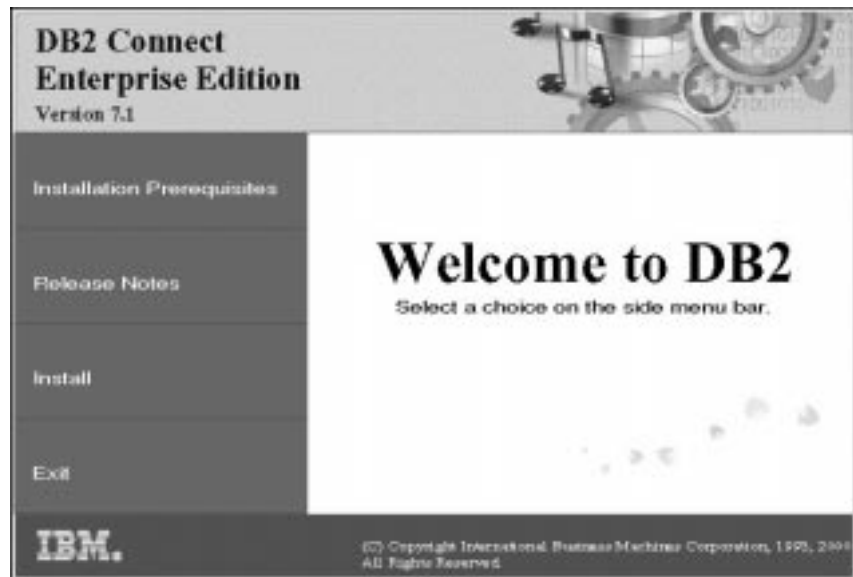 DB2 Connect
Enterprise Edition
Version 7.1
Installation Prerequisites
Release Notes
Install
Exit
Welcome to DB2
Select a choice on the side menu bar.
IBM.
(C) Copyright International Business Machines Corporation, 1993,
All Rights Reserved.